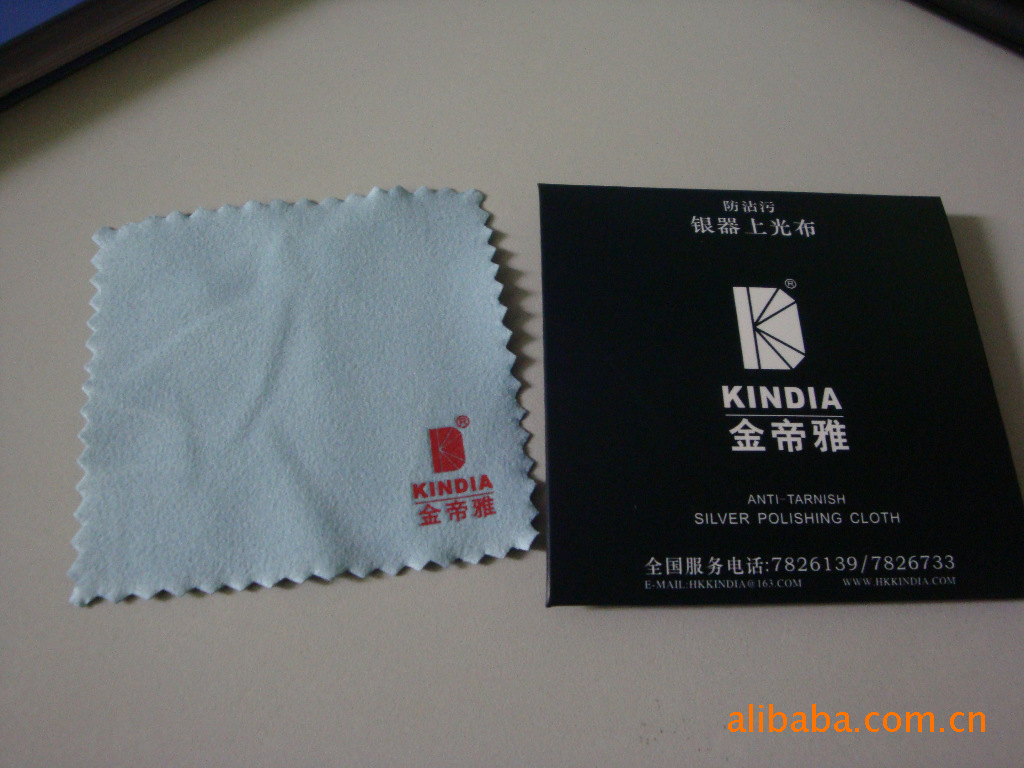 KINDIA
金帝雅
防沾污
银器上光布
KINDIA
金帝雅
ANTI-TARNISH
SILVER POLISHING CLOTH
全国服务电话:7826139/7826733
E-MAIL:HKKINDIA@163.COM WWW.HKKINDIA.COM
alibaba.com.cn